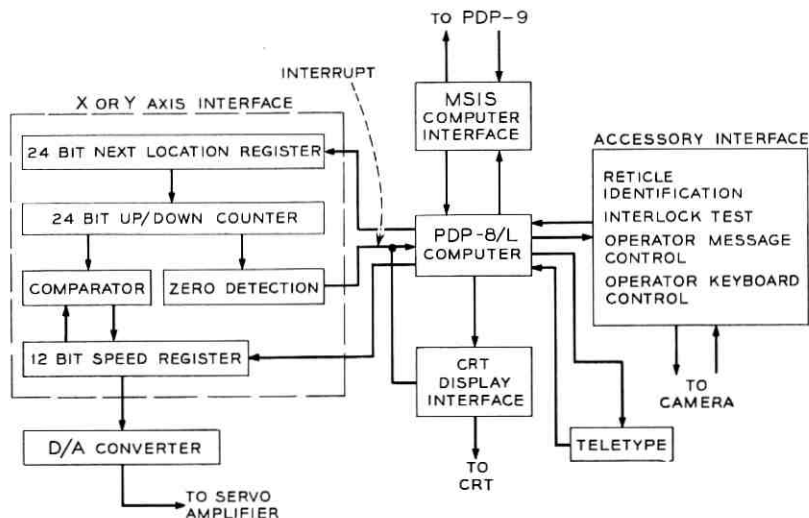 TO PDP-9
INTERRUPT
X OR Y AXIS INTERFACE
24 BIT NEXT LOCATION REGISTER
24 BIT UP/DOWN COUNTER
COMPARATOR
ZERO DETECTION
12 BIT SPEED REGISTER
D/A CONVERTER
TO SERVO
AMPLIFIER
MSIS
COMPUTER
INTERFACE
PDP-8/L
COMPUTER
CRT
DISPLAY
INTERFACE
TO
CRT
ACCESSORY INTERFACE
RETICLE
IDENTIFICATION
INTERLOCK TEST
OPERATOR MESSAGE
CONTROL
OPERATOR KEYBOARD
CONTROL
TO
CAMERA
TELETYPE